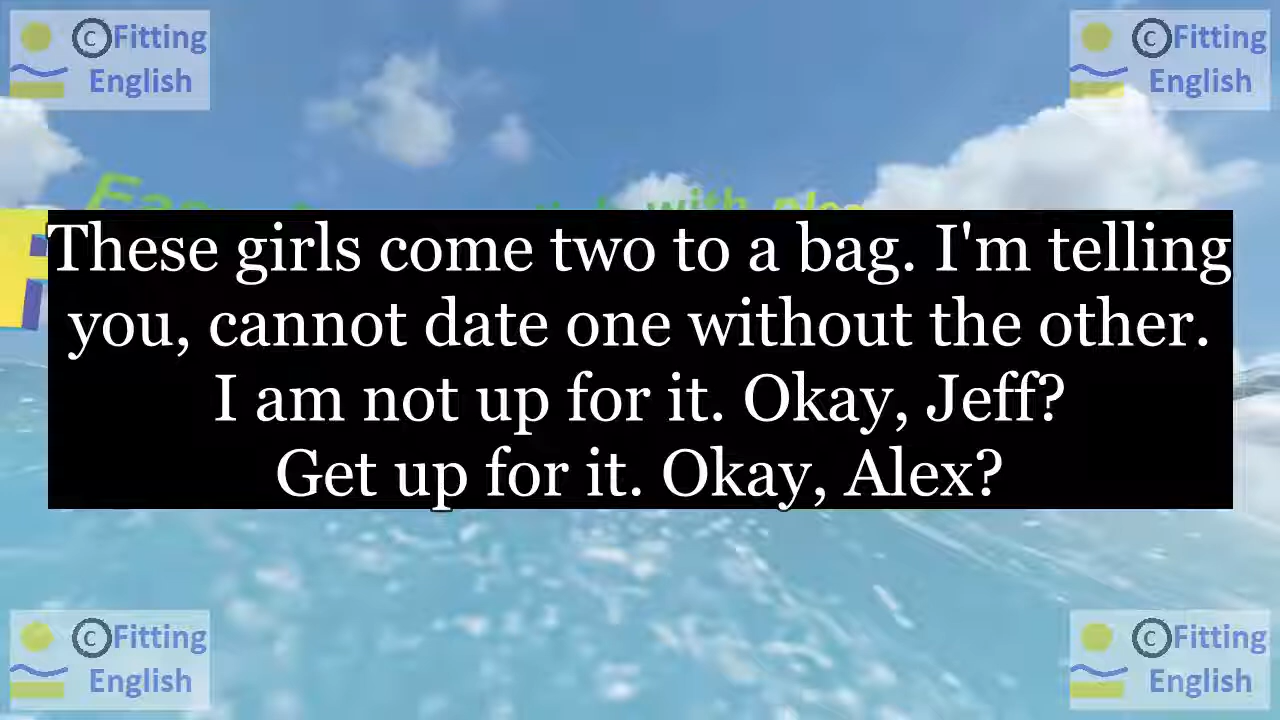 ©Fitting
English
©Fitting
English
with
These girls come two to a bag. I'm telling
you, cannot date one without the other.
I am not up for it. Okay, Jeff?
Get up for it. Okay, Alex?
©Fitting
English
©Fitting
English